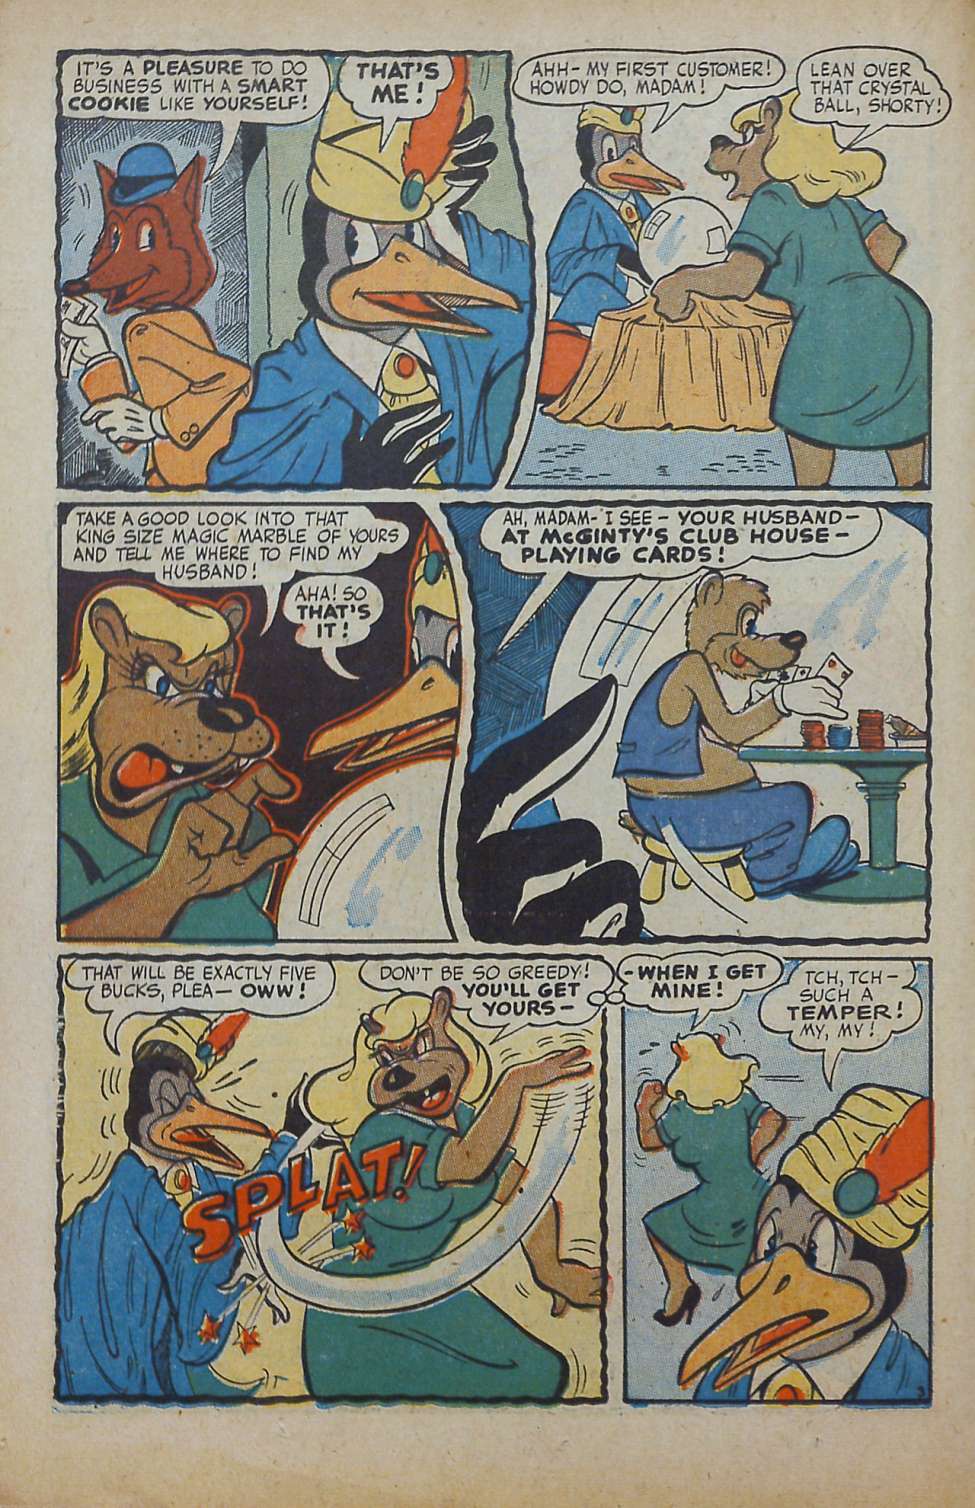 IT'S A PLEASURE TO DO
BUSINESS WITH A SMART
COOKIE LIKE YOURSELF!
THAT'S
ME!
AHH- MY FIRST CUSTOMER!
HOWDY DO, MADAM!
LEAN OVER
THAT CRYSTAL
BALL, SHORTY!
TAKE A GOOD LOOK INTO THAT
KING SIZE MAGIC MARBLE OF YOURS
AND TELL ME WHERE TO FIND MY
HUSBAND!
AHA! SO
THAT'S
IT!
AH, MADAM- I SEE- YOUR HUSBAND-
AT McGINTY'S CLUB HOUSE-
PLAYING CARDS!
THAT WILL BE EXACTLY FIVE
BUCKS, PLEA- OWW!
DON'T BE SO GREEDY!
YOU'LL GET
YOURS-
SPLAT!
-WHEN I GET
MINE!
TCH, TCH-
SUCH A
TEMPER!
MY, MY!
3